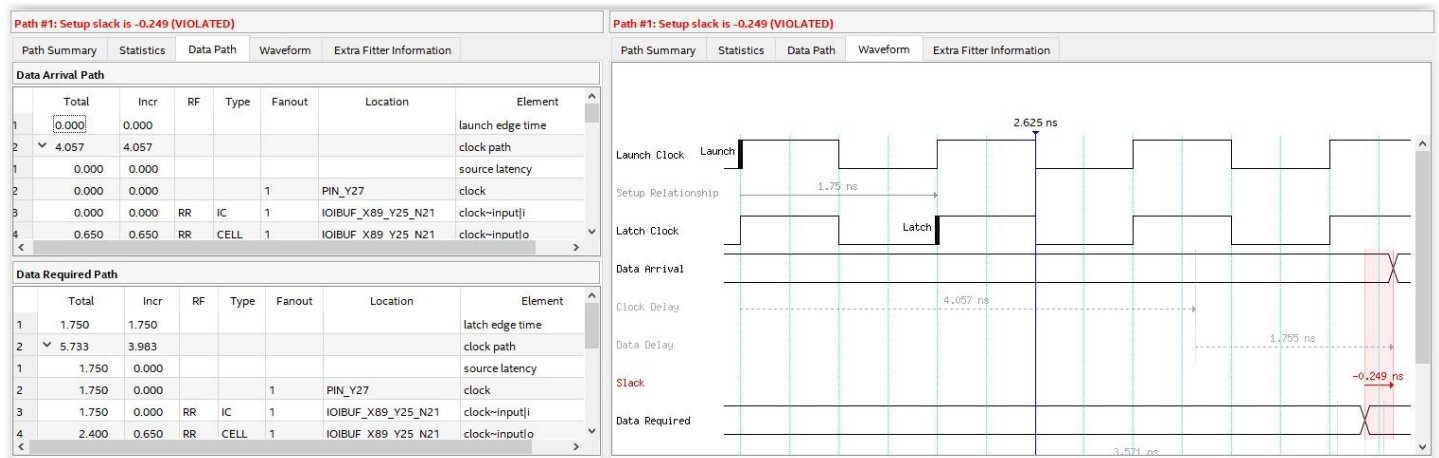 Path #1: Setup slack is -0.249 (VIOLATED)
Path Summary Statistics Data Path Waveform Extra Fitter Information
Data Arrival Path
Total Incr RF Type Fanout Location Element
1 0.000 0.000 launch edge time
2 4.057 4.057 clock path
1 0.000 0.000 source latency
2 0.000 0.000 1 PIN_Y27 clock
3 0.000 0.000 RR IC 1 IOIBUF_X89_Y25_N21 clock~input|i
4 0.650 0.650 RR CELL 1 IOIBUF_X89_Y25_N21 clock~input|o
Data Required Path
Total Incr RF Type Fanout Location Element
1 1.750 1.750 latch edge time
2 5.733 3.983 clock path
1 1.750 0.000 source latency
2 1.750 0.000 1 PIN_Y27 clock
3 1.750 0.000 RR IC 1 IOIBUF_X89_Y25_N21 clock~input|i
4 2.400 0.650 RR CELL 1 IOIBUF_X89_Y25_N21 clock~input|o
Path #1: Setup slack is -0.249 (VIOLATED)
Path Summary Statistics Data Path Waveform Extra Fitter Information
2.625 ns
Launch Clock Launch
Setup Relationship 1.75 ns
Latch Clock Latch
Data Arrival
Clock Delay 4.057 ns
Data Delay 1.755 ns
Slack -0.249 ns
Data Required
3.571 ns